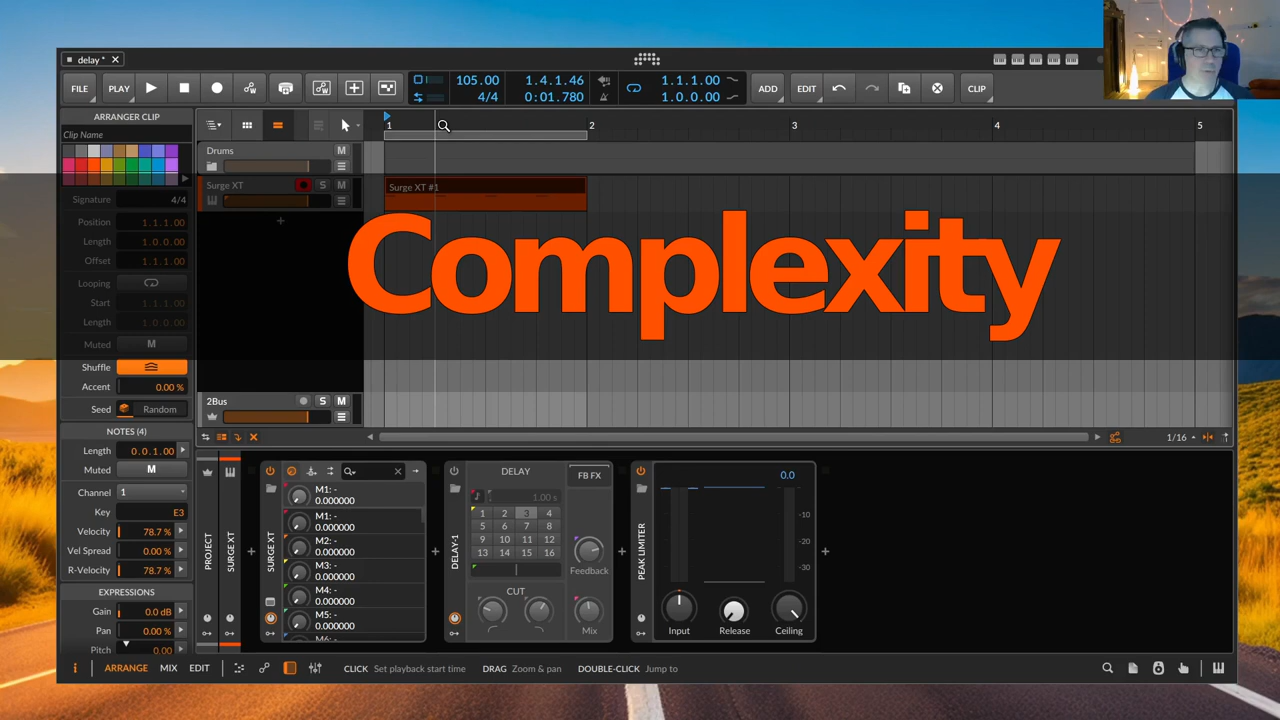 delay *
FILE PLAY ADD EDIT CLIP
105.00 1.4.1.46 1.1.1.00
4/4 0:01.780 1.0.0.00
ARRANGER CLIP
Clip Name
1 2 3 4 5
Drums M
Surge XT S M
Surge XT #1
Complexity
Signature 4/4
Position 1.1.1.00
Length 1.0.0.00
Offset 1.1.1.00
Looping
Start 1.1.1.00
Length 1.0.0.00
Muted M
Shuffle
Accent 0.00 %
Seed Random
2Bus S M
NOTES (4)
1/16
Length 0.0.1.00
Muted M
Channel 1
Key E3
Velocity 78.7 %
Vel Spread 0.00 %
R-Velocity 78.7 %
EXPRESSIONS
Gain 0.0 dB
Pan 0.00 %
Pitch 0.00
PROJECT
SURGE XT
SURGE XT
M1: -
0.000000
M1: -
0.000000
M2: -
0.000000
M3: -
0.000000
M4: -
0.000000
M5: -
0.000000
M6: -
DELAY-1
DELAY
FB FX
1.00 s
1 2 3 4
5 6 7 8
9 10 11 12
13 14 15 16
Feedback
CUT
Mix
PEAK LIMITER
0.0
-10
-20
-30
Input Release Ceiling
i ARRANGE MIX EDIT CLICK Set playback start time DRAG Zoom & pan DOUBLE-CLICK Jump to